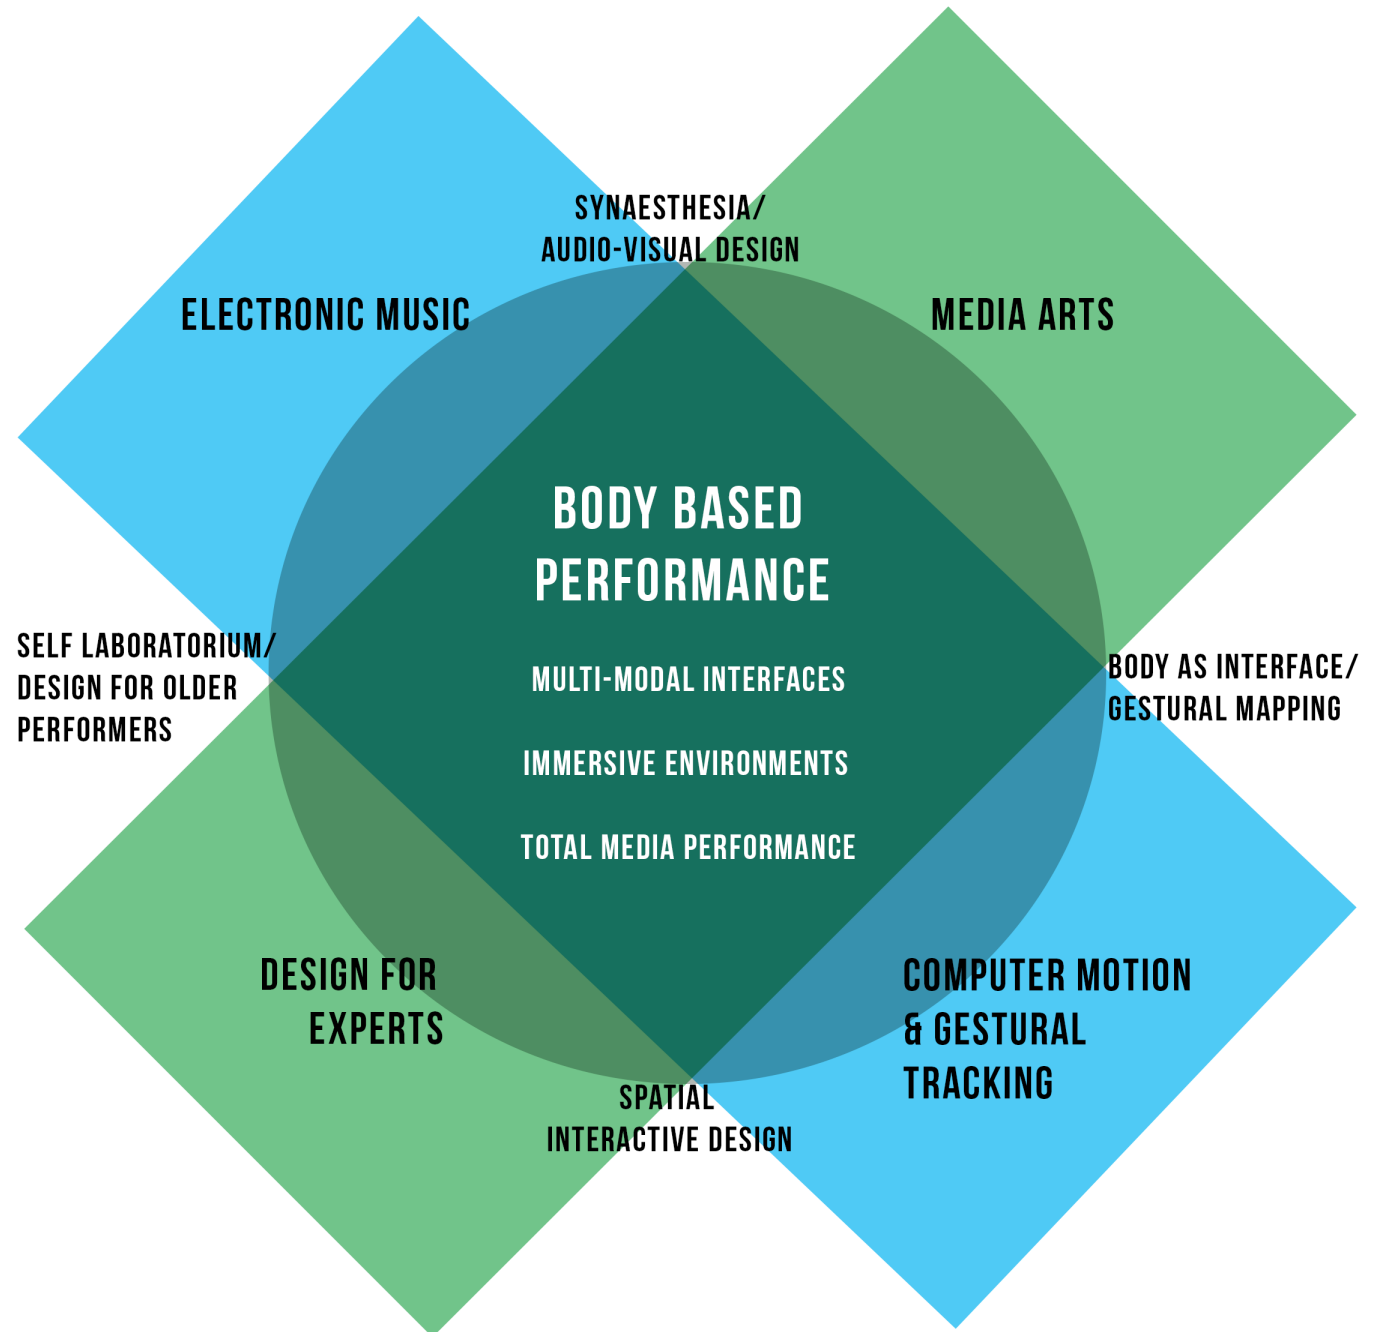 SYNAESTHESIA/
AUDIO-VISUAL DESIGN
ELECTRONIC MUSIC
MEDIA ARTS
BODY BASED
PERFORMANCE
MULTI-MODAL INTERFACES
IMMERSIVE ENVIRONMENTS
TOTAL MEDIA PERFORMANCE
SELF LABORATORIUM/
DESIGN FOR OLDER
PERFORMERS
BODY AS INTERFACE/
GESTURAL MAPPING
DESIGN FOR
EXPERTS
COMPUTER MOTION
& GESTURAL
TRACKING
SPATIAL
INTERACTIVE DESIGN